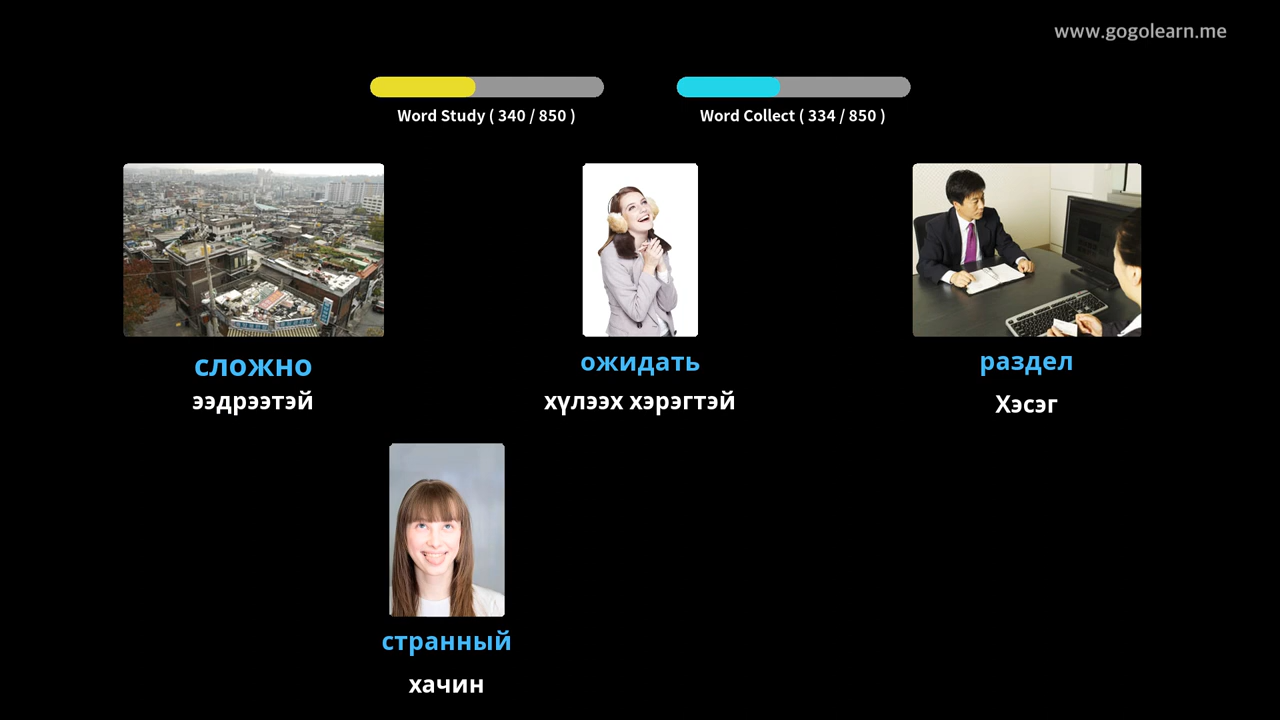 www.gogolearn.me
Word Study ( 340 / 850 )
Word Collect ( 334 / 850 )
сложно
ээдрээтэй
ожидать
хүлээх хэрэгтэй
раздел
Хэсэг
странный
хачин